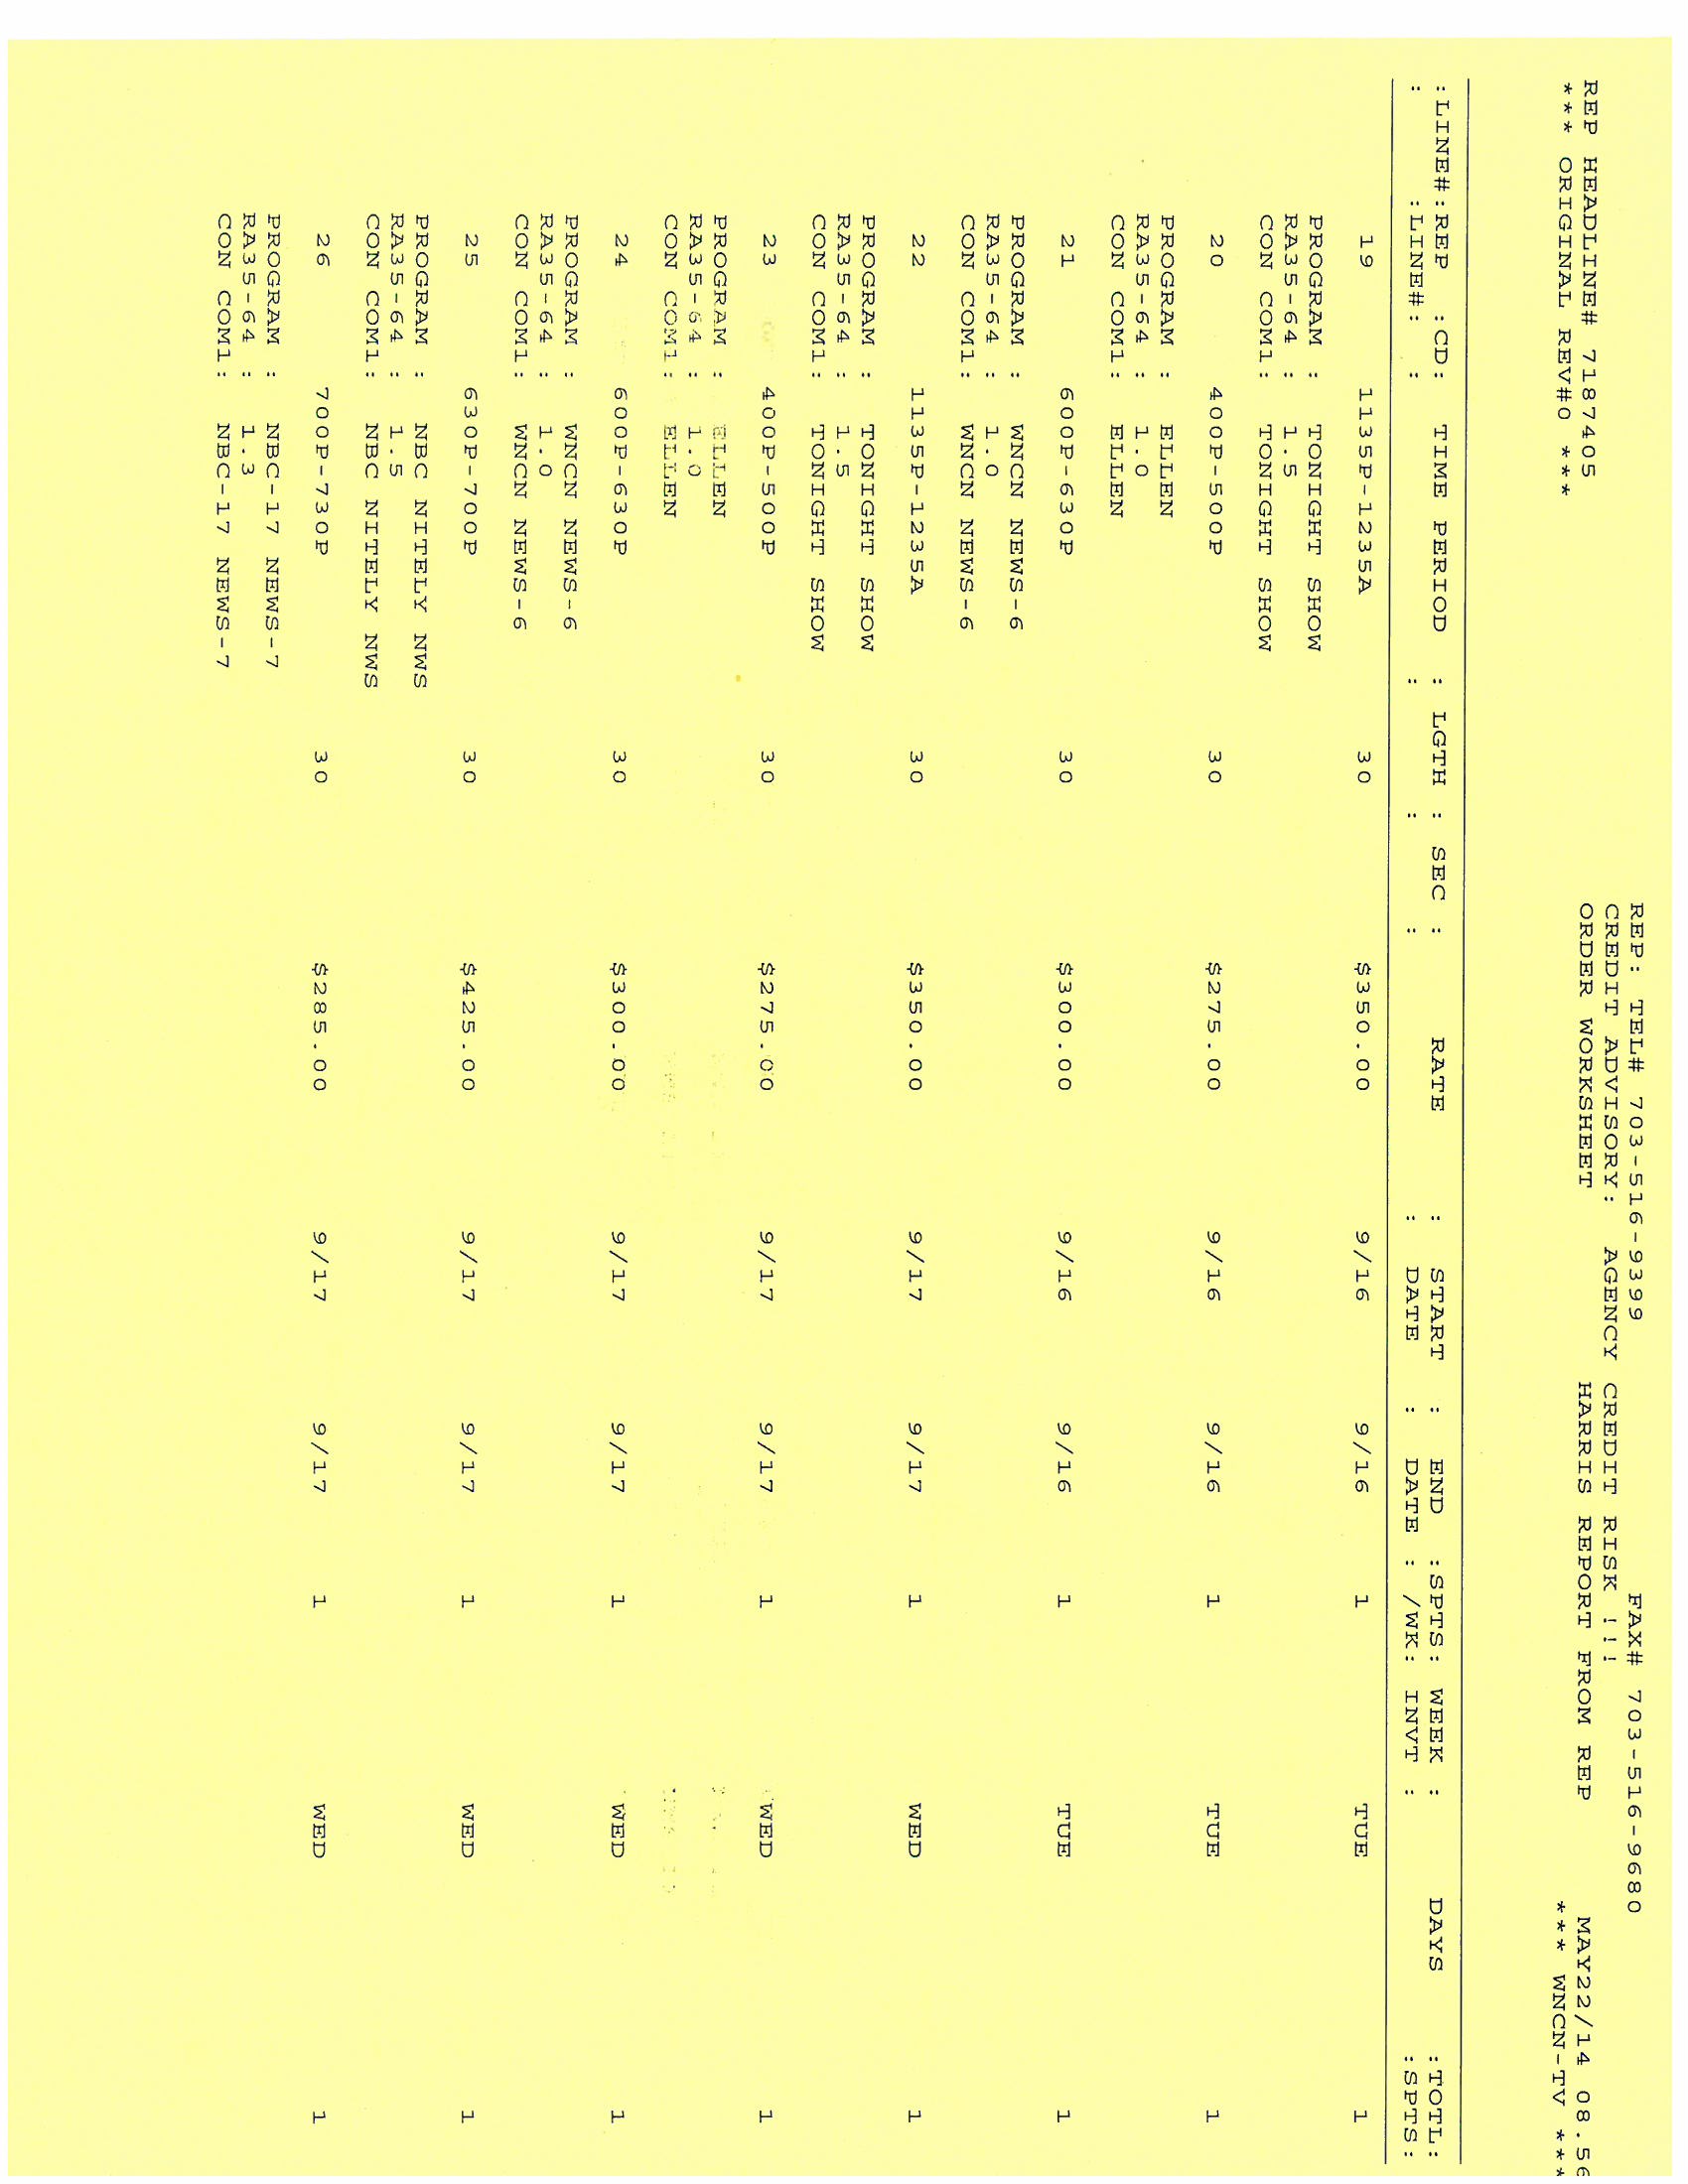 REP: TEL# 703-516-9399 FAX# 703-516-9680
CREDIT ADVISORY: AGENCY CREDIT RISK !!!
REP HEADLINE# 7187405 ORDER WORKSHEET HARRIS REPORT FROM REP MAY22/14 08.56
*** ORIGINAL REV#0 *** *** WNCN-TV ***
:LINE#:REP :CD: TIME PERIOD : LGTH : SEC : RATE : START : END :SPTS: WEEK : DAYS :TOTL:
: :LINE#: : : : : : DATE : DATE : /WK: INVT : :SPTS:
19 1135P-1235A 30 $350.00 9/16 9/16 1 TUE 1
PROGRAM : TONIGHT SHOW
RA35-64 : 1.5
CON COM1: TONIGHT SHOW
20 400P-500P 30 $275.00 9/16 9/16 1 TUE 1
PROGRAM : ELLEN
RA35-64 : 1.0
CON COM1: ELLEN
21 600P-630P 30 $300.00 9/16 9/16 1 TUE 1
PROGRAM : WNCN NEWS-6
RA35-64 : 1.0
CON COM1: WNCN NEWS-6
22 1135P-1235A 30 $350.00 9/17 9/17 1 WED 1
PROGRAM : TONIGHT SHOW
RA35-64 : 1.5
CON COM1: TONIGHT SHOW
23 400P-500P 30 $275.00 9/17 9/17 1 WED 1
PROGRAM : ELLEN
RA35-64 : 1.0
CON COM1: ELLEN
24 600P-630P 30 $300.00 9/17 9/17 1 WED 1
PROGRAM : WNCN NEWS-6
RA35-64 : 1.0
CON COM1: WNCN NEWS-6
25 630P-700P 30 $425.00 9/17 9/17 1 WED 1
PROGRAM : NBC NITELY NWS
RA35-64 : 1.5
CON COM1: NBC NITELY NWS
26 700P-730P 30 $285.00 9/17 9/17 1 WED 1
PROGRAM : NBC-17 NEWS-7
RA35-64 : 1.3
CON COM1: NBC-17 NEWS-7